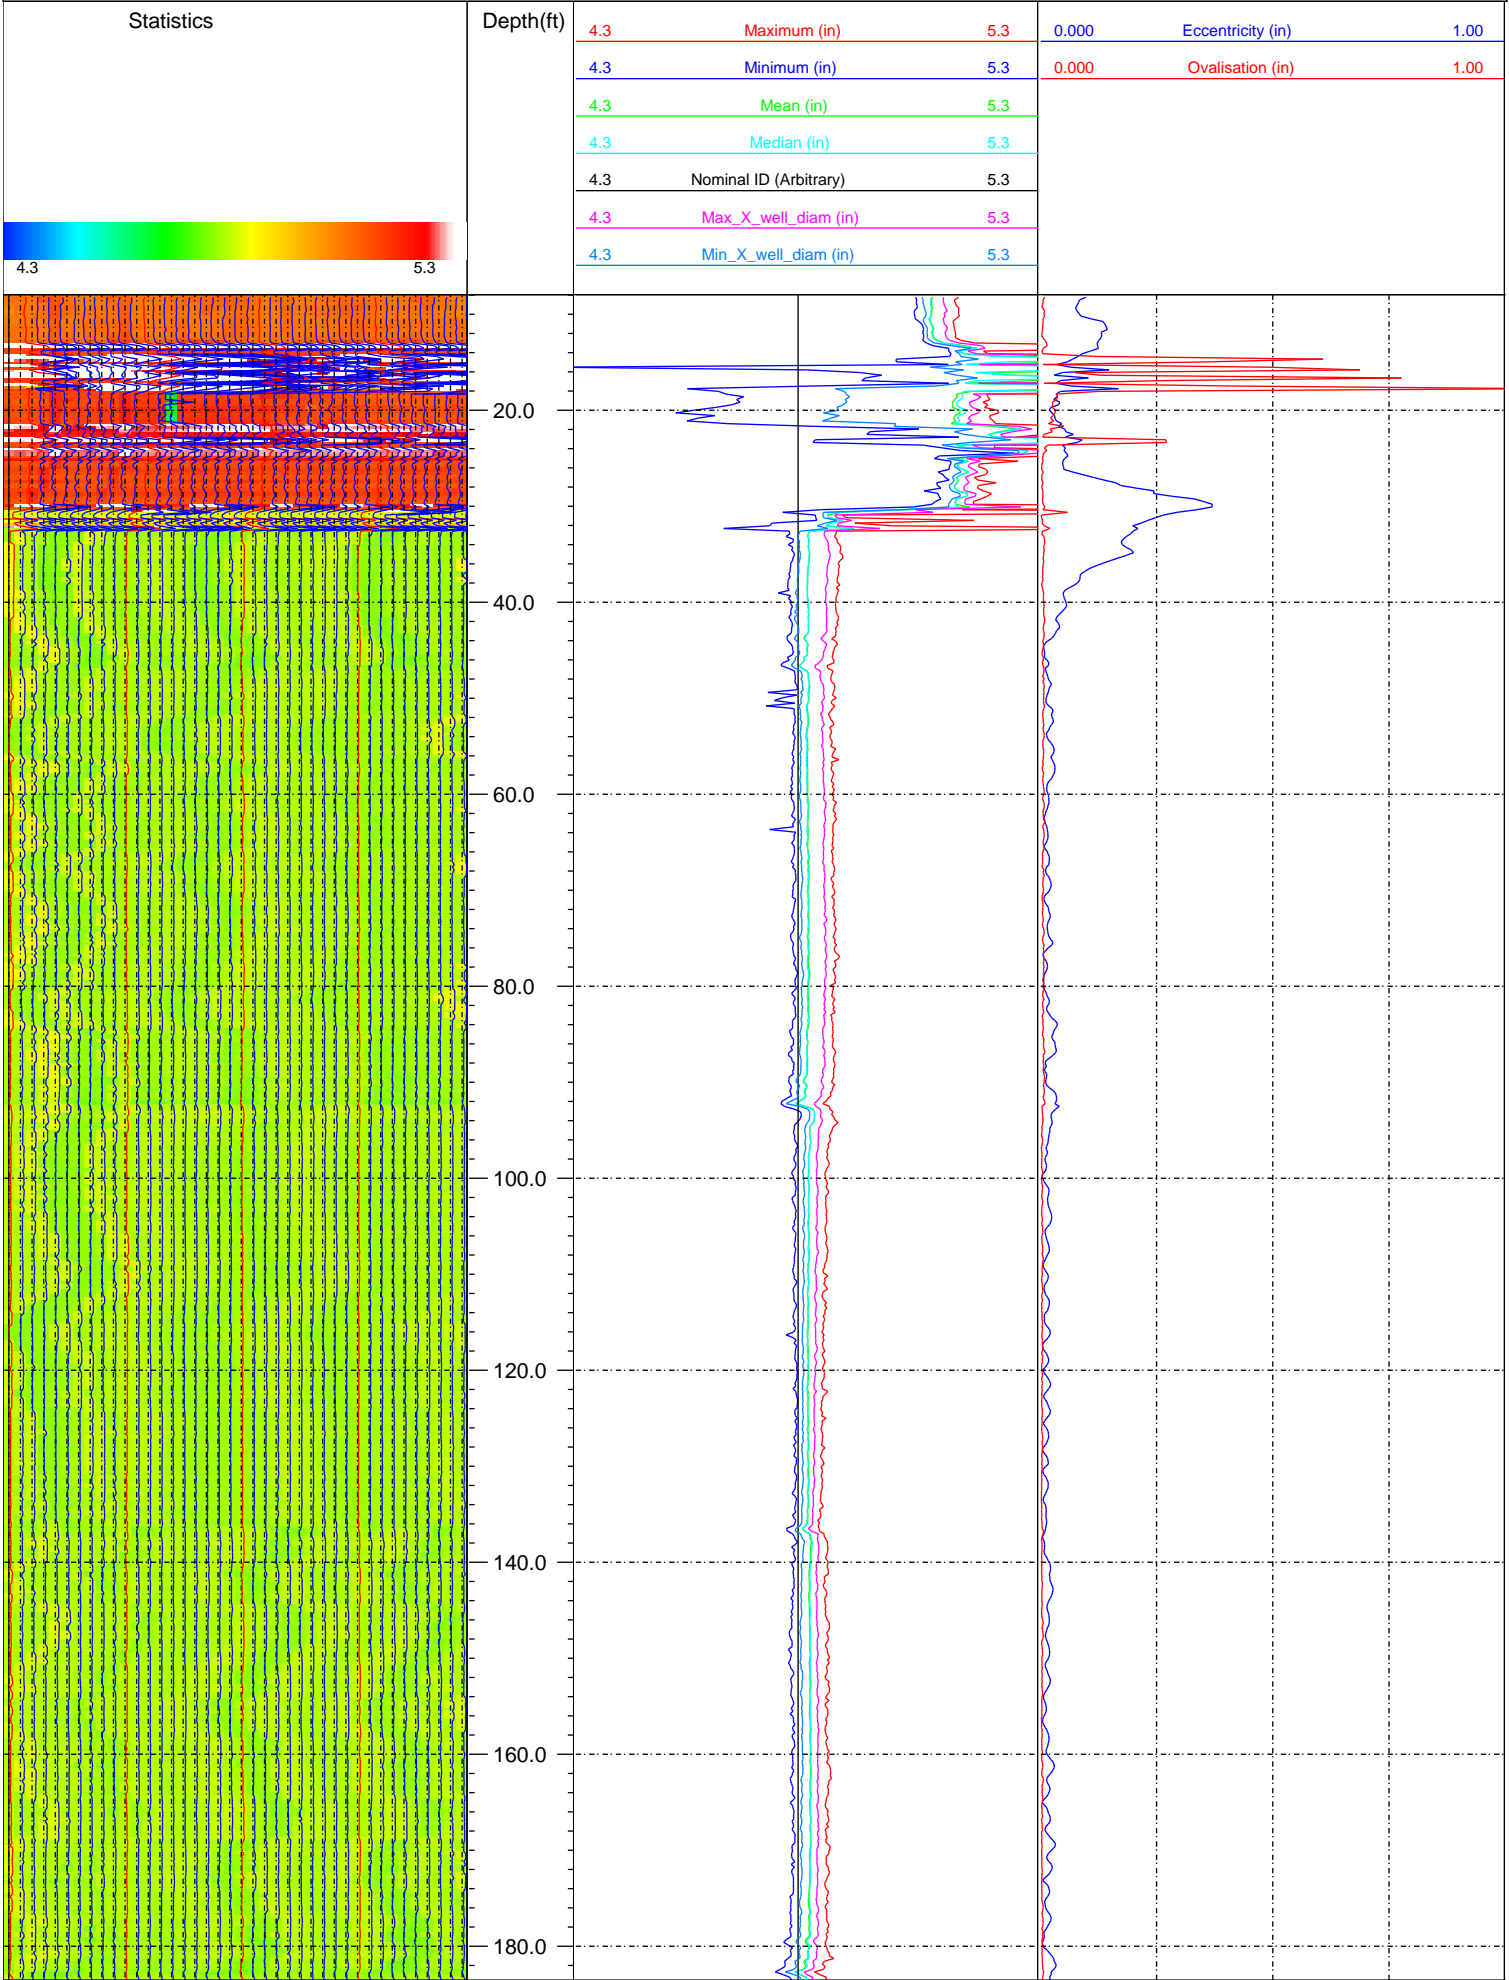 Statistics
4.3 5.3
Depth(ft)
4.3 Maximum (in) 5.3
4.3 Minimum (in) 5.3
4.3 Mean (in) 5.3
4.3 Median (in) 5.3
4.3 Nominal ID (Arbitrary) 5.3
4.3 Max_X_well_diam (in) 5.3
4.3 Min_X_well_diam (in) 5.3
0.000 Eccentricity (in) 1.00
0.000 Ovalisation (in) 1.00
20.0
40.0
60.0
80.0
100.0
120.0
140.0
160.0
180.0